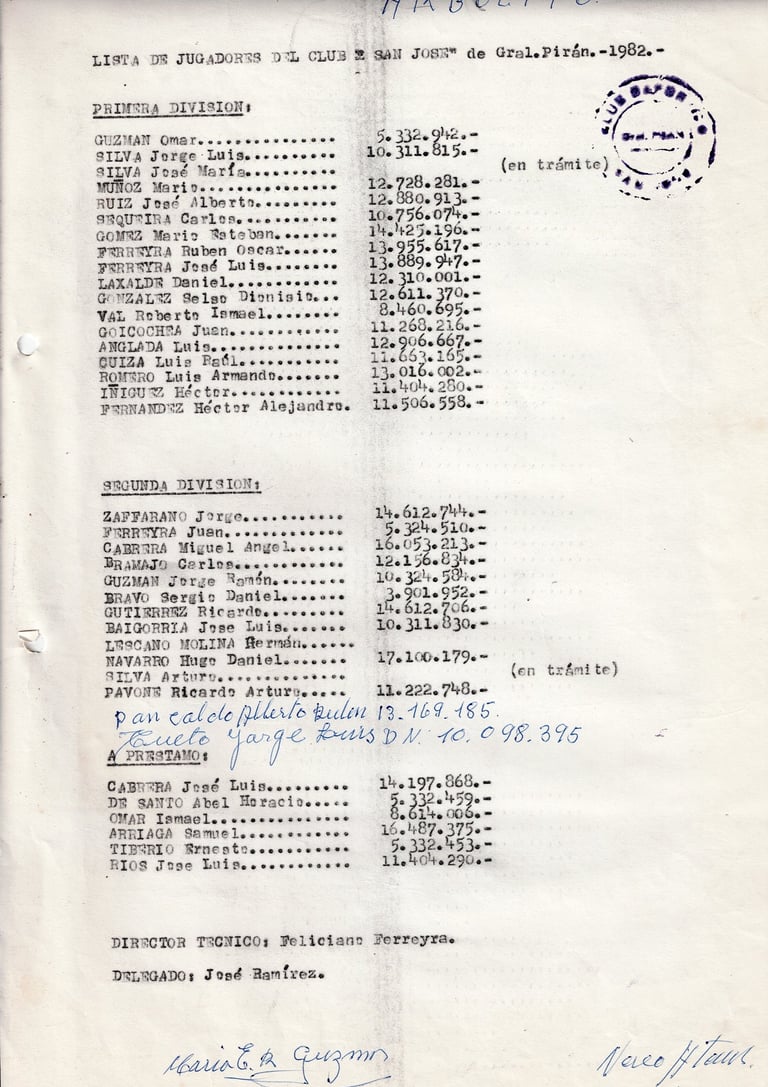 LISTA DE JUGADORES DEL CLUB " SAN JOSE" de Gral.Pirán.-1982.-
PRIMERA DIVISION:
GUZMAN Omar............... 5.332.942.-
SILVA Jorge Luis.......... 10.311.815.-
SILVA José María.......... (en trámite)
MUÑOZ Mario............... 12.728.281.-
RUIZ José Alberto......... 12.880.913.-
SEQUEIRA Carlos........... 10.756.074.-
GOMEZ Mario Esteban....... 14.425.196.-
FERREYRA Ruben Oscar...... 13.955.617.-
FERREYRA José Luis........ 13.889.947.-
LAXALDE Daniel............ 12.310.001.-
GONZALEZ Selso Dionisio... 12.611.370.-
VAL Roberto Ismael........ 8.460.695.-
GOICOCHEA Juan............ 11.268.216.-
ANGLADA Luis.............. 12.906.667.-
CUIZA Luis Raúl........... 11.663.165.-
ROMERO Luis Armando....... 13.016.002.-
IÑIGUEZ Héctor............ 11.404.280.-
FERNANDEZ Héctor Alejandro. 11.506.558.-
SEGUNDA DIVISION:
ZAFFARANO Jorge........... 14.612.744.-
FERREYRA Juan............. 5.324.510.-
CABRERA Miguel Angel...... 16.053.213.-
BRAMAJO Carlos............ 12.156.834.-
GUZMAN Jorge Ramón........ 10.324.584.-
BRAVO Sergio Daniel....... 3.901.952.-
GUTIERREZ Ricardo......... 14.612.706.-
BAIGORRIA Jose Luis....... 10.311.830.-
LESCANO MOLINA Germán......
NAVARRO Hugo Daniel....... 17.100.179.-
SILVA Arturo.............. (en trámite)
PAVONE Ricardo Arturo..... 11.222.748.-
Pancaldo Alberto Ruben 13.169.185.
Cueto Jorge Luis DN. 10.098.395
A PRESTAMO:
CABRERA José Luis......... 14.197.868.-
DE SANTO Abel Horacio..... 5.332.459.-
OMAR Ismael............... 8.614.006.-
ARRIAGA Samuel............ 16.487.375.-
TIBERIO Ernesto........... 5.332.453.-
RIOS Jose Luis............ 11.404.290.-
DIRECTOR TECNICO: Feliciano Ferreyra.
DELEGADO: José Ramírez.
Mario E. R. Guzman